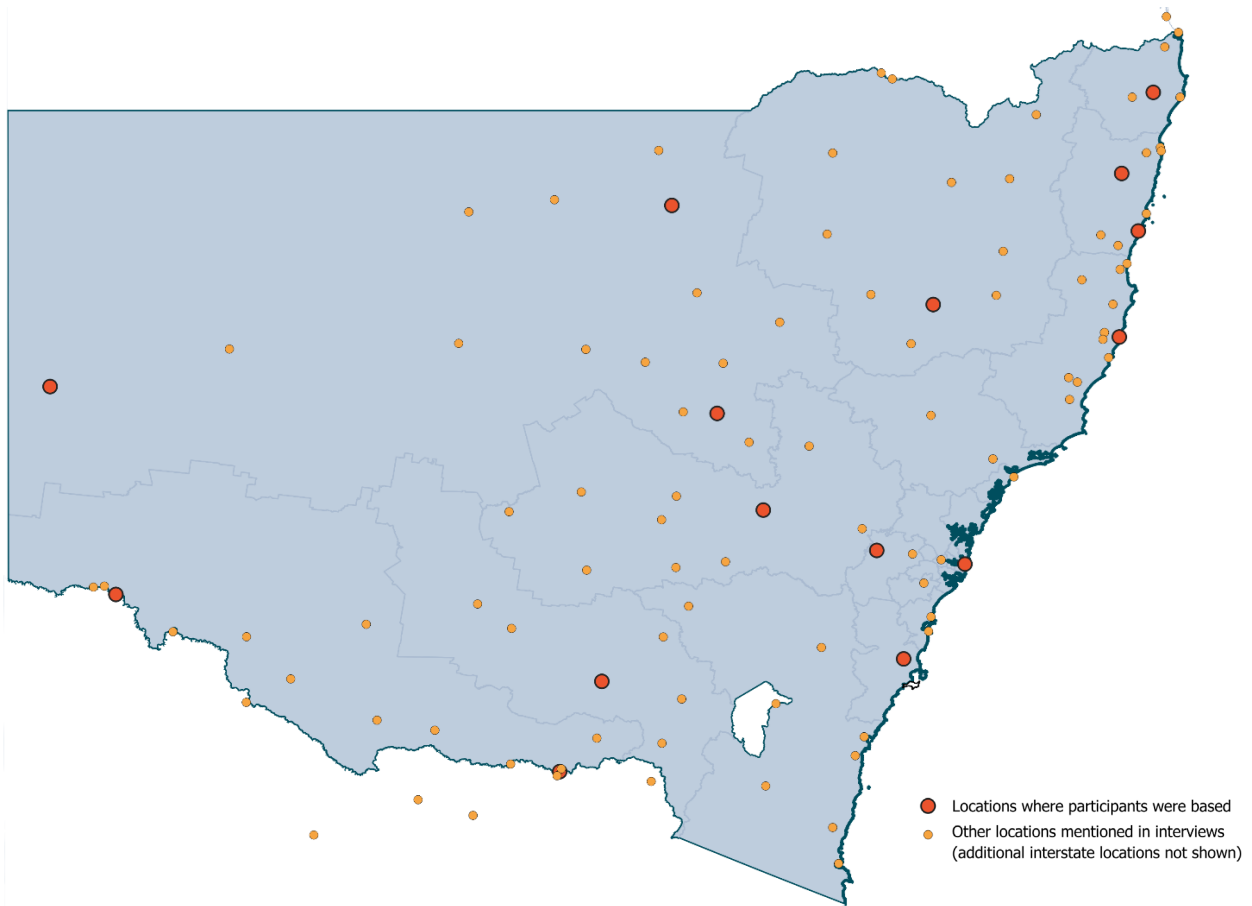 Locations where participants were based
Other locations mentioned in interviews
(additional interstate locations not shown)